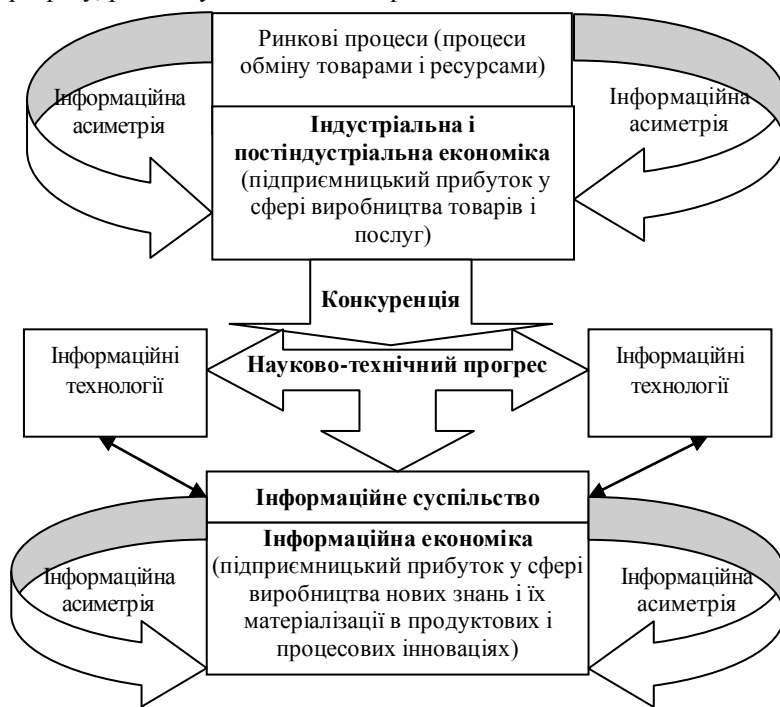 Ринкові процеси (процеси
обміну товарами і ресурсами)
Інформаційна
асиметрія
Інформаційна
асиметрія
Індустріальна і
постіндустріальна економіка
(підприємницький прибуток у
сфері виробництва товарів і
послуг)
Конкуренція
Інформаційні
технології
Науково-технічний прогрес
Інформаційні
технології
Інформаційне суспільство
Інформаційна економіка
(підприємницький прибуток у сфері
виробництва нових знань і їх
матеріалізації в продуктових і
процесових інноваціях)
Інформаційна
асиметрія
Інформаційна
асиметрія